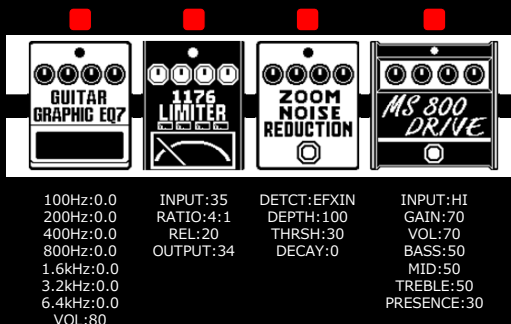 GUITAR
GRAPHIC EQ7
1176
LIMITER
ZOOM
NOISE
REDUCTION
MS 800
DRIVE
100Hz:0.0
200Hz:0.0
400Hz:0.0
800Hz:0.0
1.6kHz:0.0
3.2kHz:0.0
6.4kHz:0.0
VOL:80
INPUT:35
RATIO:4:1
REL:20
OUTPUT:34
DETCT:EFXIN
DEPTH:100
THRSH:30
DECAY:0
INPUT:HI
GAIN:70
VOL:70
BASS:50
MID:50
TREBLE:50
PRESENCE:30